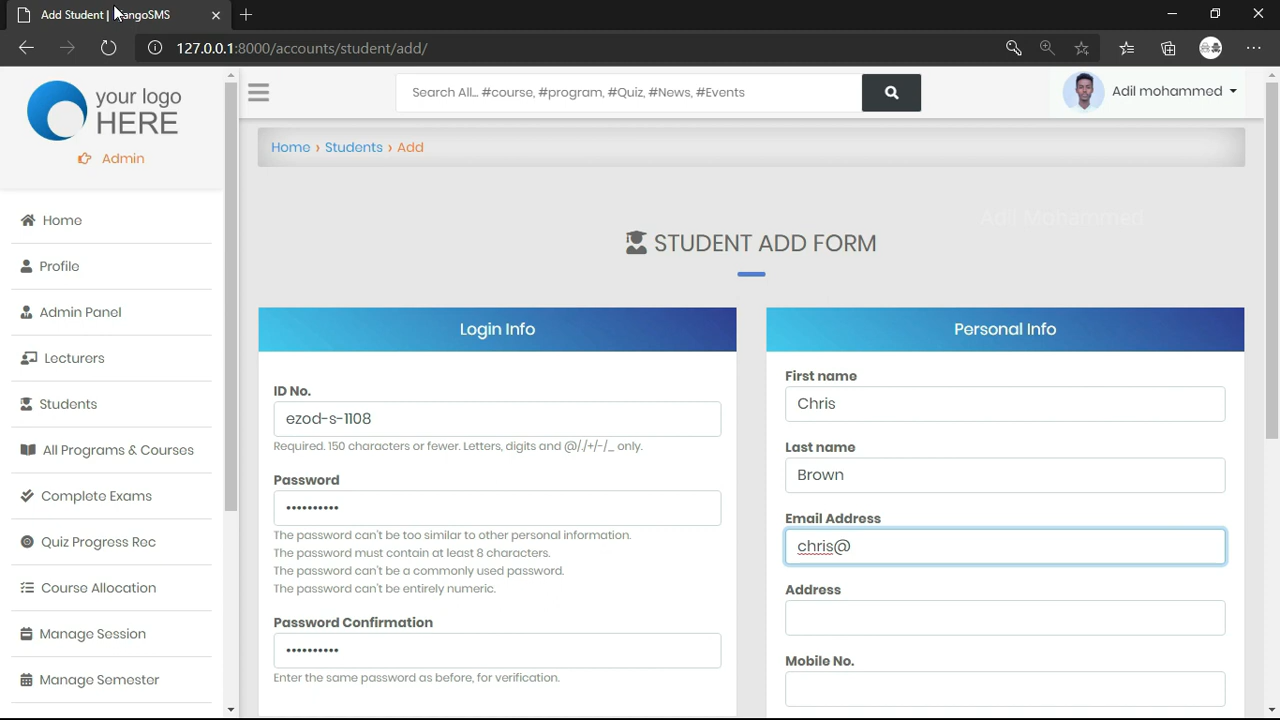 Add Student | DjangoSMS
127.0.0.1:8000/accounts/student/add/
your logo
HERE
Admin
Home
Profile
Admin Panel
Lecturers
Students
All Programs & Courses
Complete Exams
Quiz Progress Rec
Course Allocation
Manage Session
Manage Semester
Search All... #course, #program, #Quiz, #News, #Events
Adil mohammed
Home › Students › Add
Adil Mohammed
STUDENT ADD FORM
Login Info
ID No.
ezod-s-1108
Required. 150 characters or fewer. Letters, digits and @/./+/-/_ only.
Password
••••••••••
The password can't be too similar to other personal information.
The password must contain at least 8 characters.
The password can't be a commonly used password.
The password can't be entirely numeric.
Password Confirmation
••••••••••
Enter the same password as before, for verification.
Personal Info
First name
Chris
Last name
Brown
Email Address
chris@
Address
Mobile No.